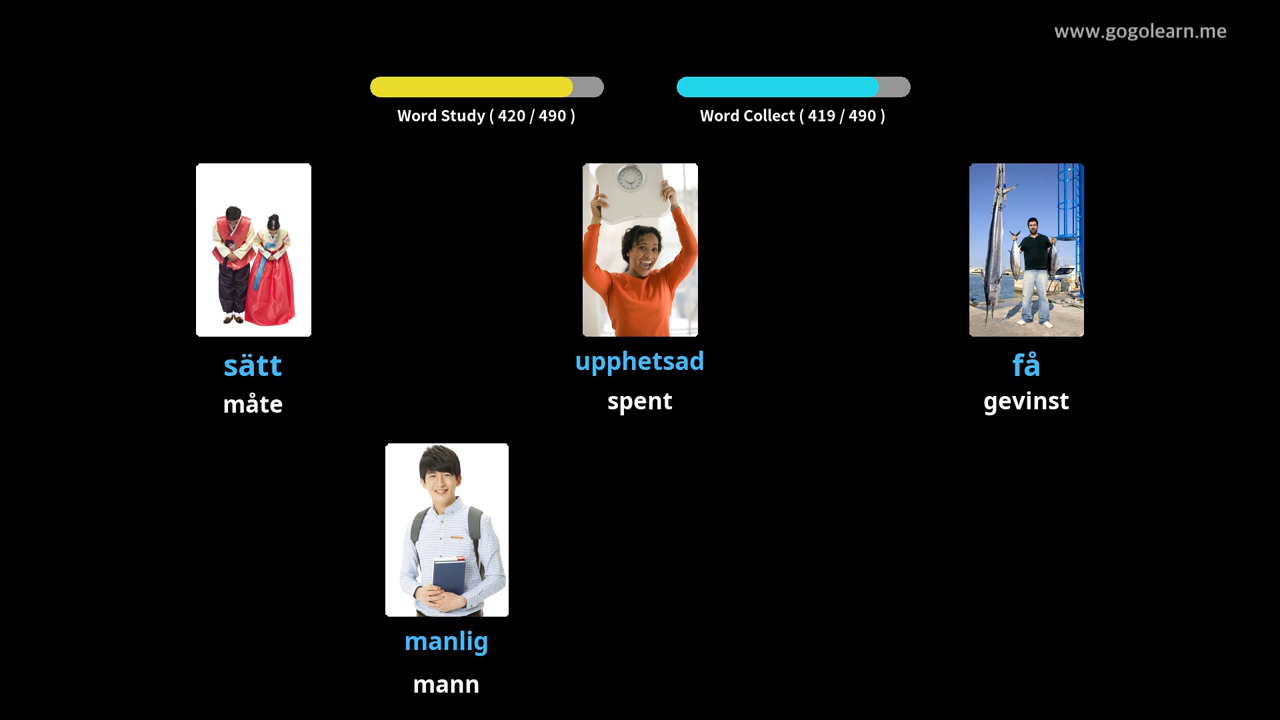 www.gogolearn.me
Word Study ( 420 / 490 )
Word Collect ( 419 / 490 )
sätt
måte
upphetsad
spent
få
gevinst
manlig
mann